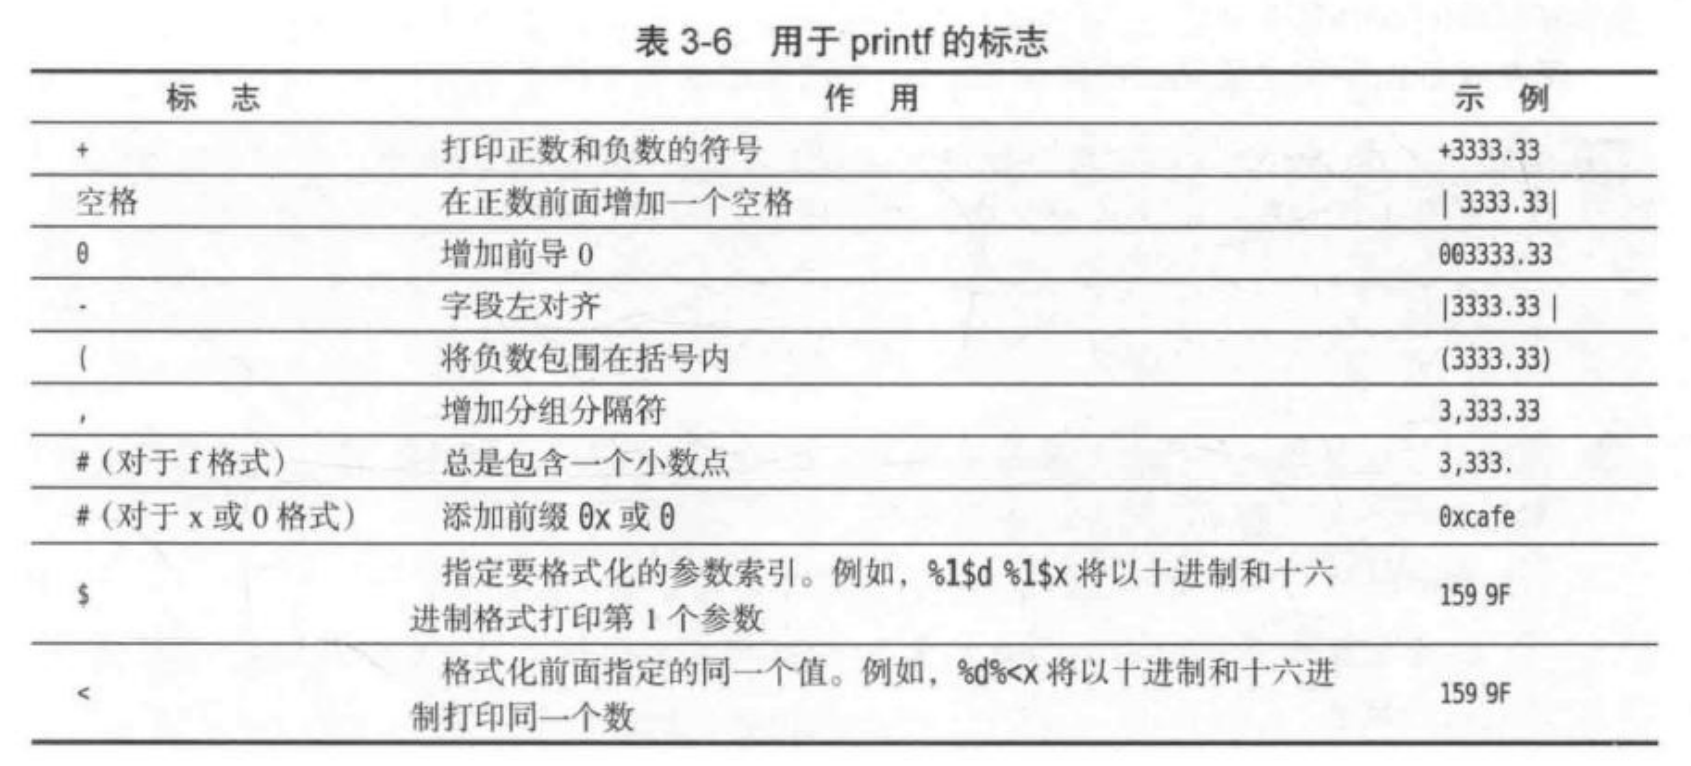 表 3-6 用于 printf 的标志
标 志 作 用 示 例
+ 打印正数和负数的符号 +3333.33
空格 在正数前面增加一个空格 | 3333.33|
0 增加前导 0 003333.33
- 字段左对齐 |3333.33 |
( 将负数包围在括号内 (3333.33)
, 增加分组分隔符 3,333.33
# (对于 f 格式) 总是包含一个小数点 3,333.
# (对于 x 或 0 格式) 添加前缀 0x 或 0 0xcafe
$ 指定要格式化的参数索引。例如，%1$d %1$x 将以十进制和十六 159 9F
进制格式打印第 1 个参数
< 格式化前面指定的同一个值。例如，%d%<x 将以十进制和十六进 159 9F
制打印同一个数